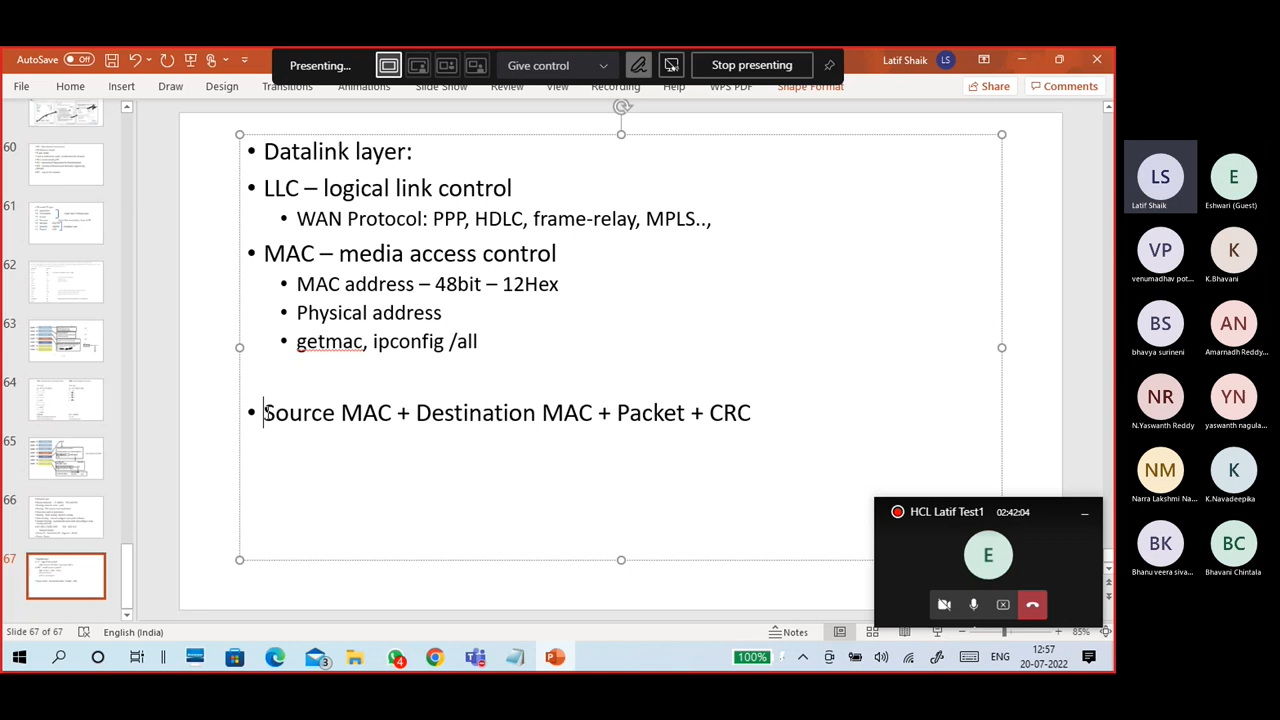 AutoSave Off
Presenting...
Give control
Stop presenting
Latif Shaik LS
File Home Insert Draw Design Transitions Animations Slide Show Review View Recording Help WPS PDF Shape Format
Share Comments
60
61
62
63
64
65
66
67
• Datalink layer:
• LLC – logical link control
• WAN Protocol: PPP, HDLC, frame-relay, MPLS..,
• MAC – media access control
• MAC address – 48bit – 12Hex
• Physical address
• getmac, ipconfig /all
• Source MAC + Destination MAC + Packet + CRC
HCL Latif Test1 02:42:04
E
LS
Latif Shaik
E
Eshwari (Guest)
VP
venumadhav pot...
K
K.Bhavani
BS
bhavya surineni
AN
Amarnadh Reddy...
NR
N.Yaswanth Reddy
YN
yaswanth nagula...
NM
Narra Lakshmi Na...
K
K.Navadeepika
BK
Bhanu veera siva...
BC
Bhavani Chintala
Slide 67 of 67 English (India)
Notes
85%
3
4
100%
ENG
12:57
20-07-2022